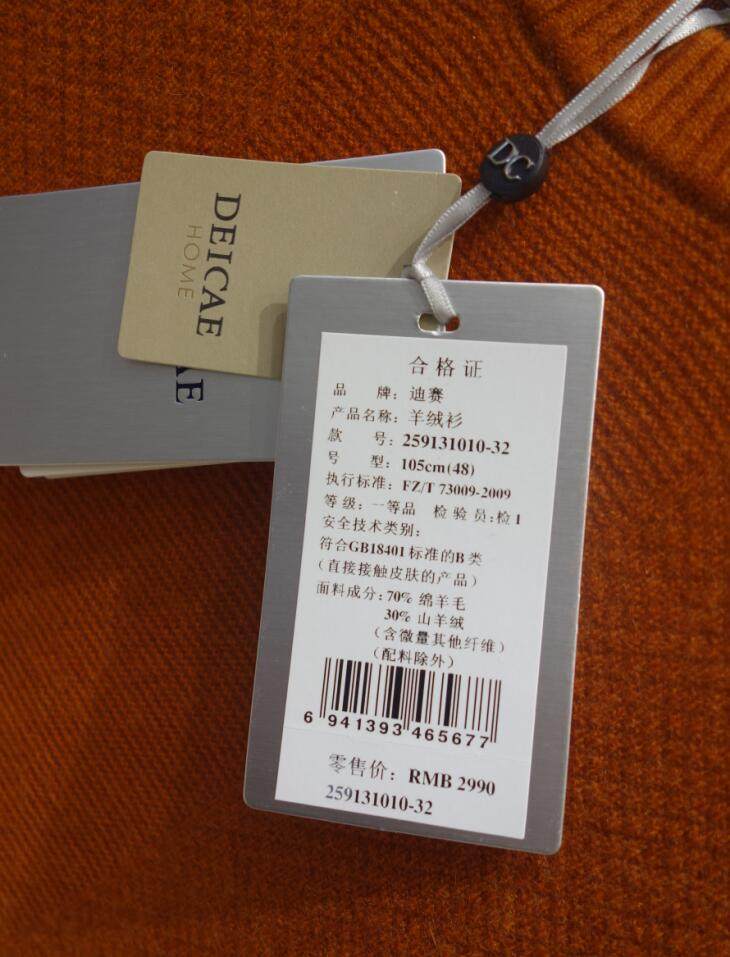 DC
DEICAE
HOME
AE
合格证
品 牌：迪赛
产品名称：羊绒衫
款 号：259131010-32
号 型：105cm(48)
执行标准：FZ/T 73009-2009
等级：一等品 检验员：检1
安全技术类别：
符合GB18401标准的B类
（直接接触皮肤的产品）
面料成分：70% 绵羊毛
30% 山羊绒
（含微量其他纤维）
（配料除外）
6 941393 465677
零售价：RMB 2990
259131010-32